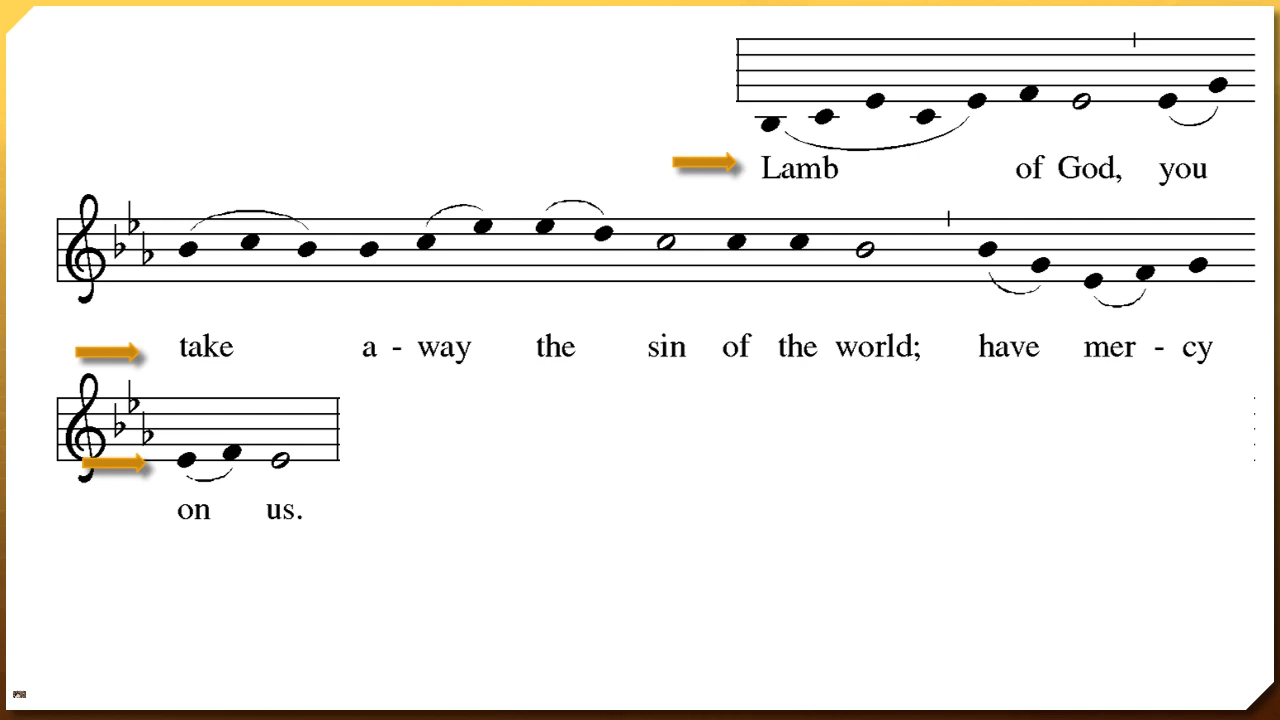 Lamb of God, you
take a - way the sin of the world; have mer - cy
on us.